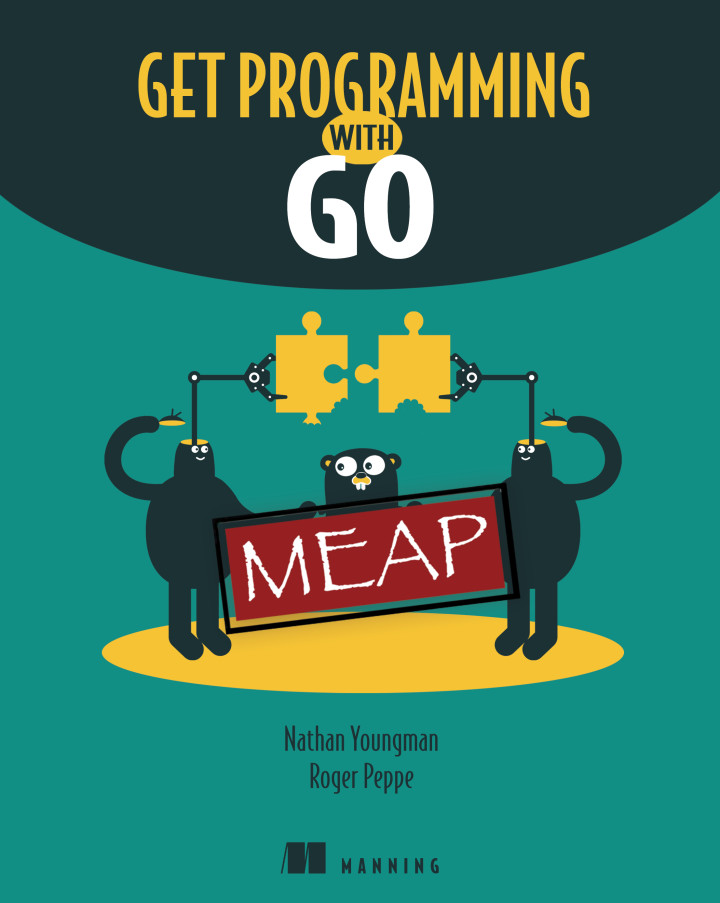 GET PROGRAMMING
WITH
GO
MEAP
Nathan Youngman
Roger Peppe
MANNING